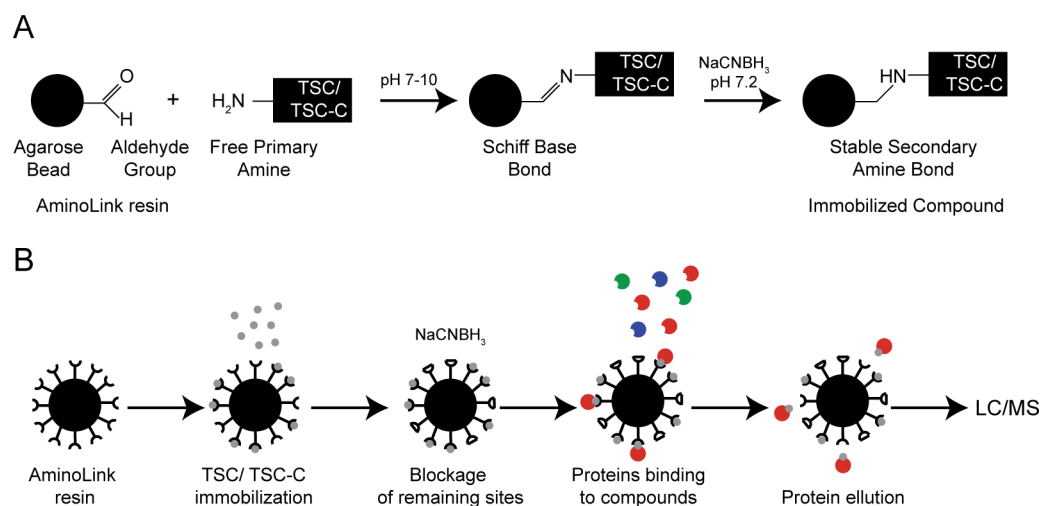 A
O
H
Agarose
Bead
Aldehyde
Group
AminoLink resin
+
H2N
TSC/
TSC-C
Free Primary
Amine
pH 7-10
N
TSC/
TSC-C
Schiff Base
Bond
NaCNBH3
pH 7.2
HN
TSC/
TSC-C
Stable Secondary
Amine Bond
Immobilized Compound
B
AminoLink
resin
TSC/ TSC-C
immobilization
NaCNBH3
Blockage
of remaining sites
Proteins binding
to compounds
Protein ellution
LC/MS